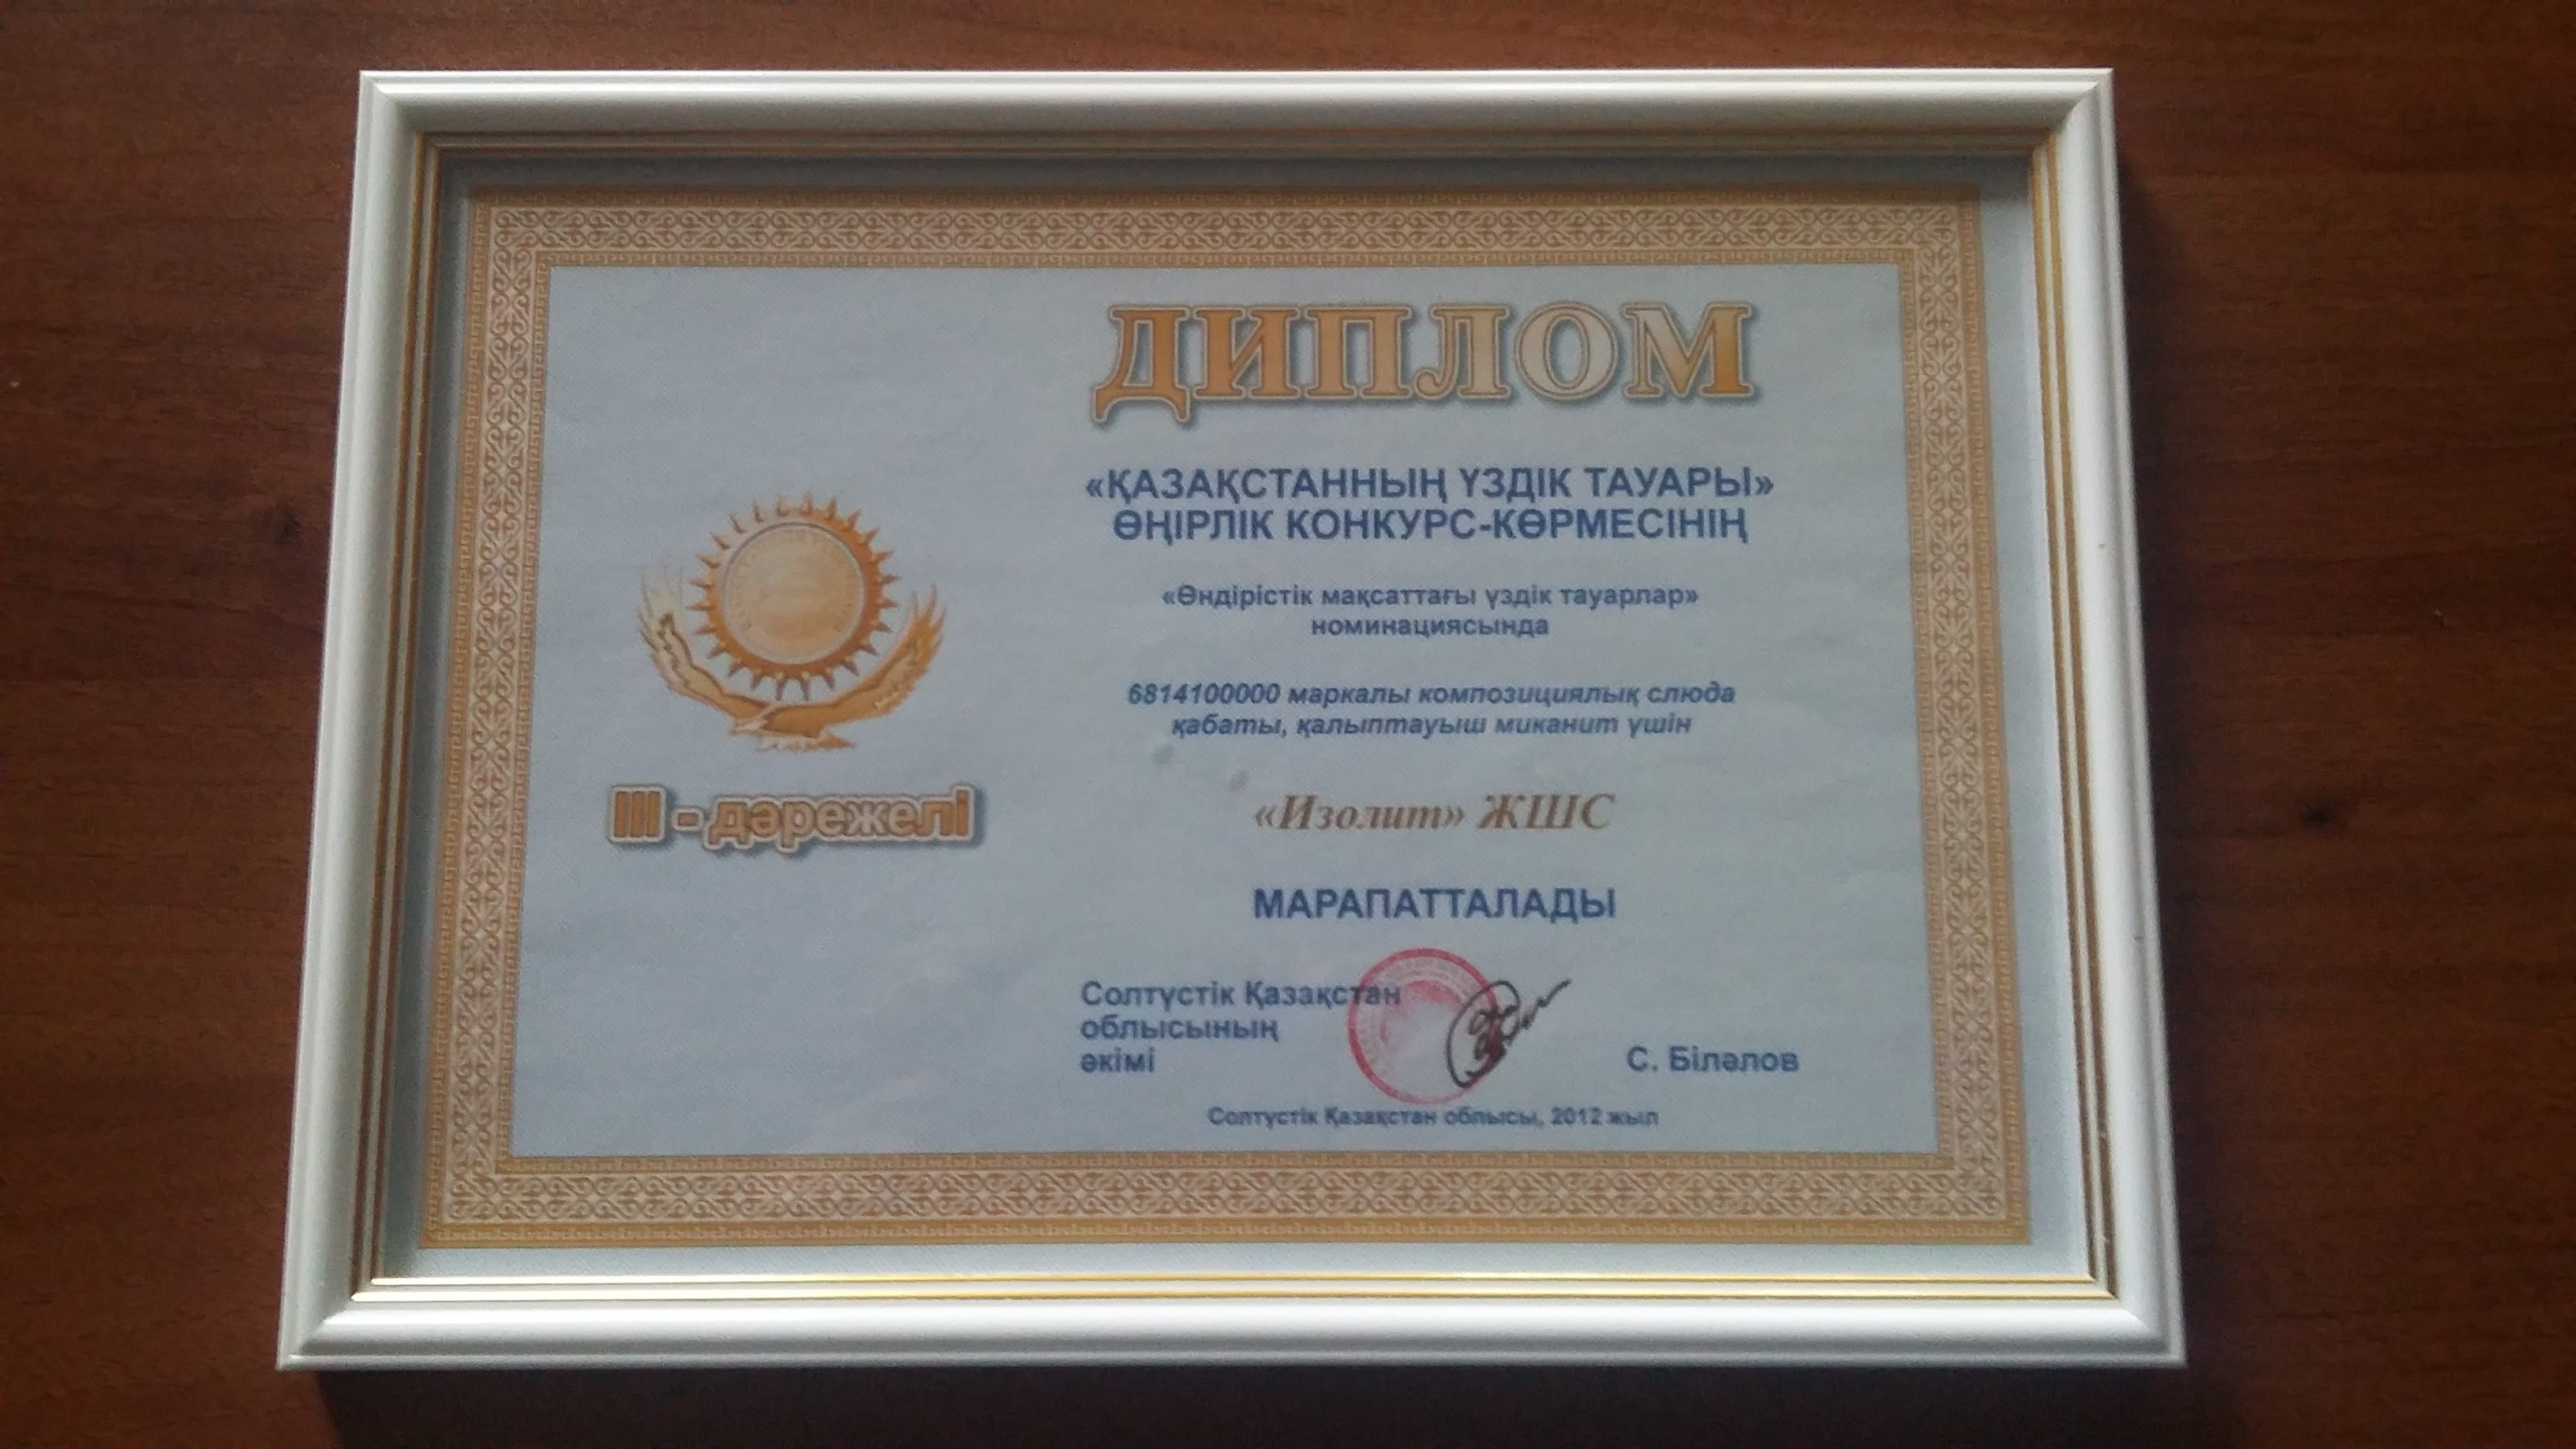 ДИПЛОМ
«ҚАЗАҚСТАННЫҢ ҮЗДІК ТАУАРЫ»
ӨҢІРЛІК КОНКУРС-КӨРМЕСІНІҢ
«Өндірістік мақсаттағы үздік тауарлар»
номинациясында
6814100000 маркалы композициялық слюда
қабаты, қалыптауыш миканит үшін
III - дәрежелі
«Изолит» ЖШС
МАРАПАТТАЛАДЫ
Солтүстік Қазақстан
облысының
әкімі
С. Біләлов
Солтүстік Қазақстан облысы, 2012 жыл